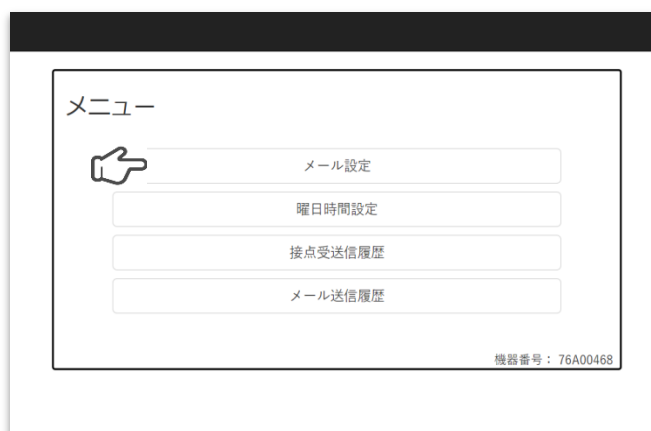 メニュー
メール設定
曜日時間設定
接点受送信履歴
メール送信履歴
機器番号： 76A00468